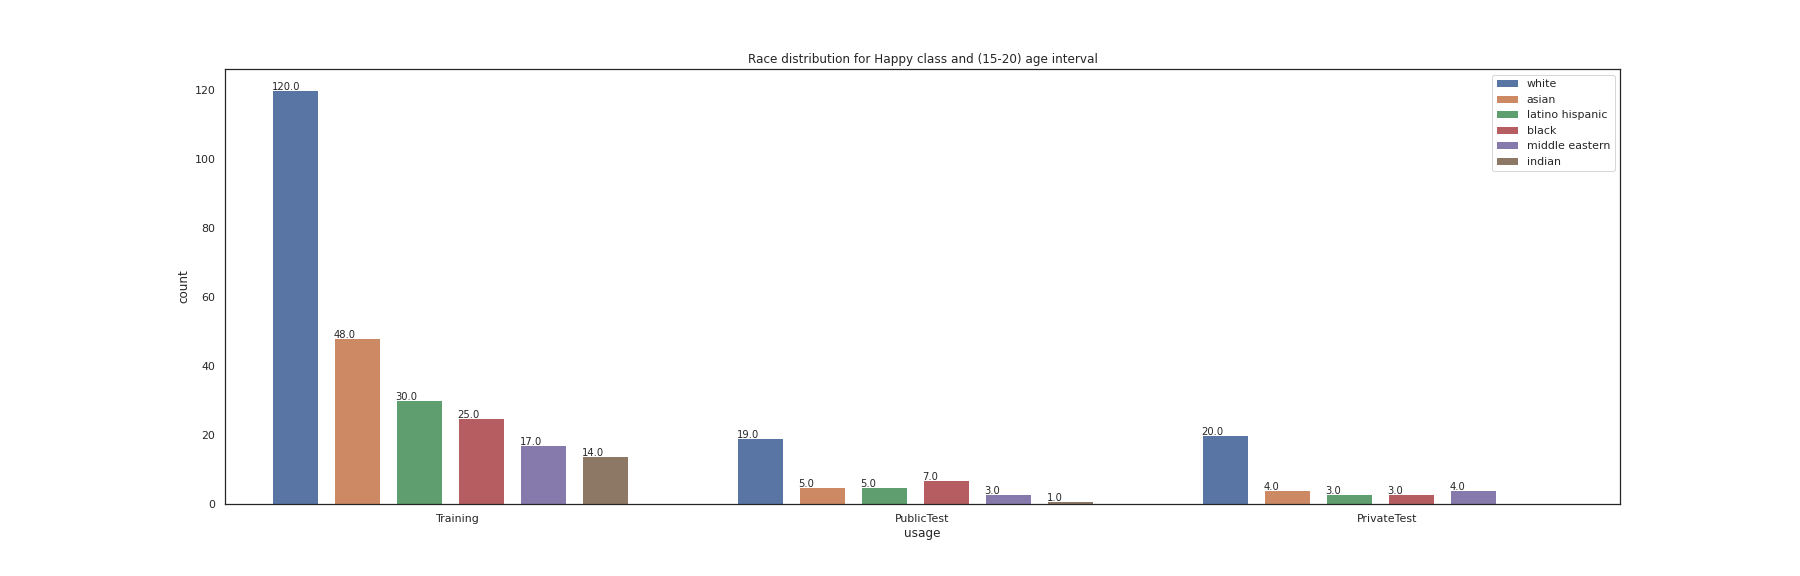 Race distribution for Happy class and (15-20) age interval
white
asian
latino hispanic
black
middle eastern
indian
count
120
100
80
60
40
20
0
120.0
48.0
30.0
25.0
17.0
14.0
19.0
5.0
5.0
7.0
3.0
1.0
20.0
4.0
3.0
3.0
4.0
Training
PublicTest
PrivateTest
usage